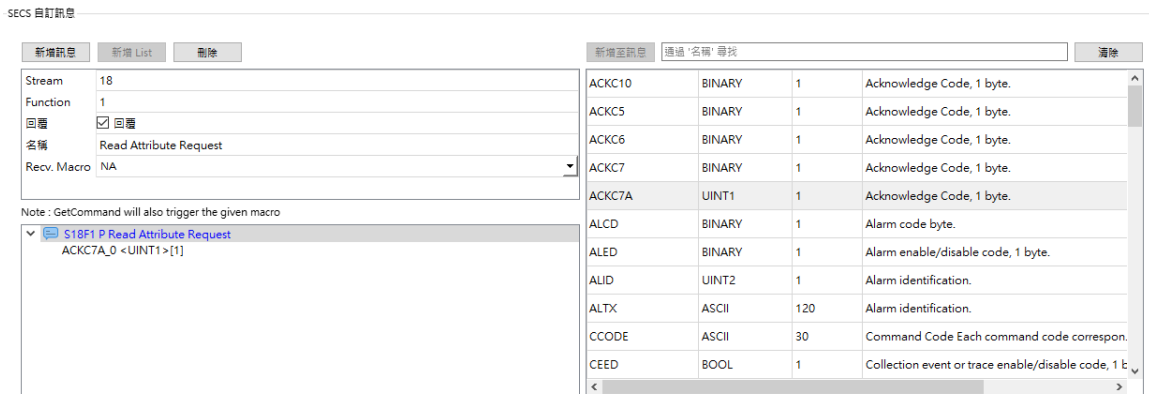 SECS 自訂訊息
新增訊息 新增 List 刪除
Stream 18
Function 1
回覆 回覆
名稱 Read Attribute Request
Recv. Macro NA
Note : GetCommand will also trigger the given macro
S18F1 P Read Attribute Request
ACKC7A_0 <UINT1>[1]
新增至訊息 通過 '名稱' 尋找 清除
ACKC10 BINARY 1 Acknowledge Code, 1 byte.
ACKC5 BINARY 1 Acknowledge Code, 1 byte.
ACKC6 BINARY 1 Acknowledge Code, 1 byte.
ACKC7 BINARY 1 Acknowledge Code, 1 byte.
ACKC7A UINT1 1 Acknowledge Code, 1 byte.
ALCD BINARY 1 Alarm code byte.
ALED BINARY 1 Alarm enable/disable code, 1 byte.
ALID UINT2 1 Alarm identification.
ALTX ASCII 120 Alarm identification.
CCODE ASCII 30 Command Code Each command code correspon.
CEED BOOL 1 Collection event or trace enable/disable code, 1 b